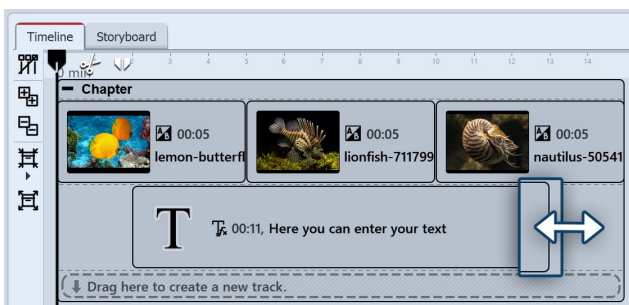 Timeline Storyboard
3 4 5 6 7 8 9 10 11 12 13 14
0 min
Chapter
00:05 00:05 00:05
lemon-butterfl lionfish-711799 nautilus-50541
T 00:11, Here you can enter your text
Drag here to create a new track.